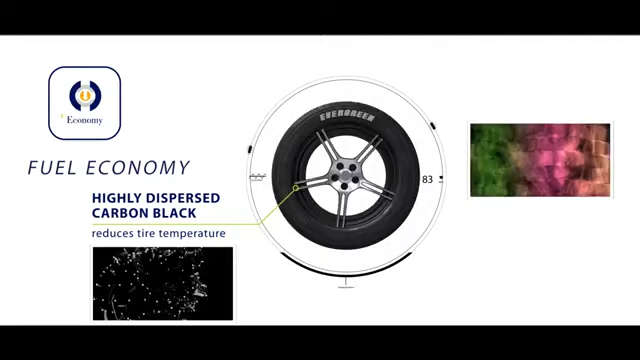 Economy
FUEL ECONOMY
HIGHLY DISPERSED
CARBON BLACK
reduces tire temperature
EVERGREEN
83